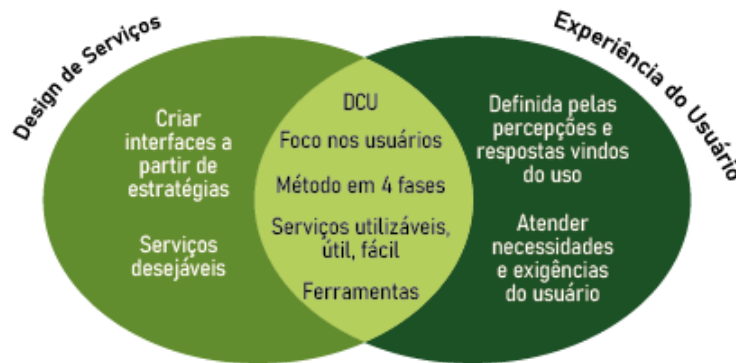 Design de Serviços
Criar
interfaces a
partir de
estratégias
Serviços
desejáveis
DCU
Foco nos usuários
Método em 4 fases
Serviços utilizáveis,
útil, fácil
Ferramentas
Experiência do Usuário
Definida pelas
percepções e
respostas vindos
do uso
Atender
necessidades
e exigências
do usuário